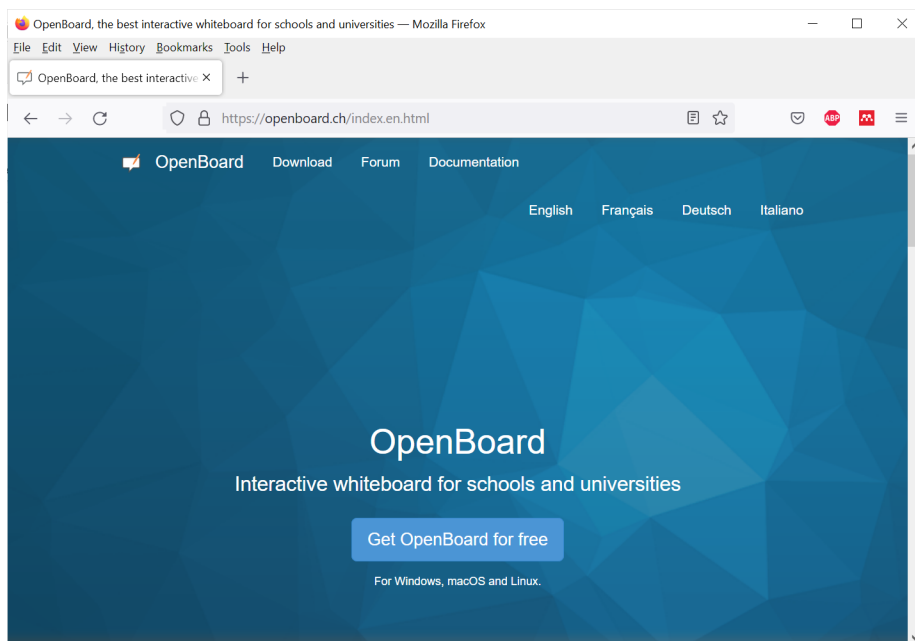 OpenBoard, the best interactive whiteboard for schools and universities — Mozilla Firefox
File Edit View History Bookmarks Tools Help
OpenBoard, the best interactive
https://openboard.ch/index.en.html
ABP
OpenBoard Download Forum Documentation
English Français Deutsch Italiano
OpenBoard
Interactive whiteboard for schools and universities
Get OpenBoard for free
For Windows, macOS and Linux.